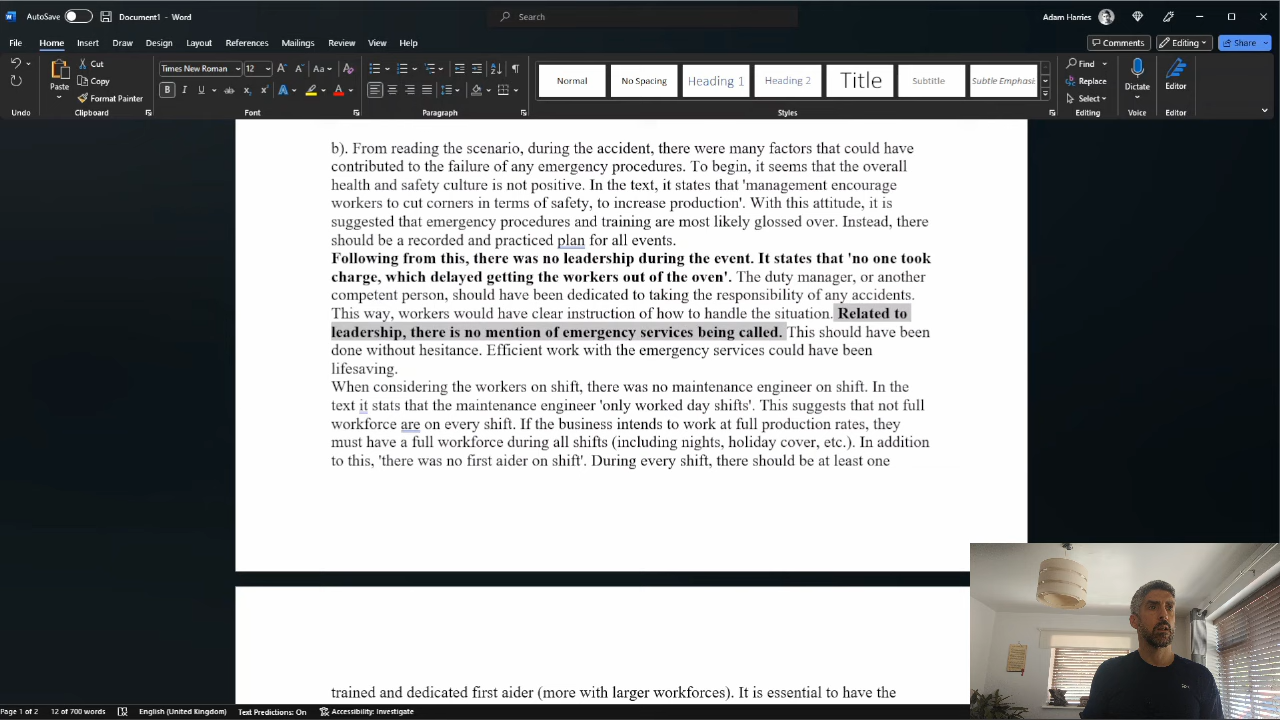 AutoSave
Document1 - Word
Search
Adam Harries
File Home Insert Draw Design Layout References Mailings Review View Help
Comments Editing Share
Paste
Cut
Copy
Format Painter
Clipboard
Times New Roman 12
Font
Paragraph
Normal No Spacing Heading 1 Heading 2 Title Subtitle Subtle Emphasis
Styles
Find
Replace
Select
Editing
Dictate
Voice
Editor
Editor
b). From reading the scenario, during the accident, there were many factors that could have
contributed to the failure of any emergency procedures. To begin, it seems that the overall
health and safety culture is not positive. In the text, it states that 'management encourage
workers to cut corners in terms of safety, to increase production'. With this attitude, it is
suggested that emergency procedures and training are most likely glossed over. Instead, there
should be a recorded and practiced plan for all events.
Following from this, there was no leadership during the event. It states that 'no one took
charge, which delayed getting the workers out of the oven'. The duty manager, or another
competent person, should have been dedicated to taking the responsibility of any accidents.
This way, workers would have clear instruction of how to handle the situation. Related to
leadership, there is no mention of emergency services being called. This should have been
done without hesitance. Efficient work with the emergency services could have been
lifesaving.
When considering the workers on shift, there was no maintenance engineer on shift. In the
text it stats that the maintenance engineer 'only worked day shifts'. This suggests that not full
workforce are on every shift. If the business intends to work at full production rates, they
must have a full workforce during all shifts (including nights, holiday cover, etc.). In addition
to this, 'there was no first aider on shift'. During every shift, there should be at least one
trained and dedicated first aider (more with larger workforces). It is essential to have the
Page 1 of 2 12 of 700 words English (United Kingdom) Text Predictions: On Accessibility: Investigate